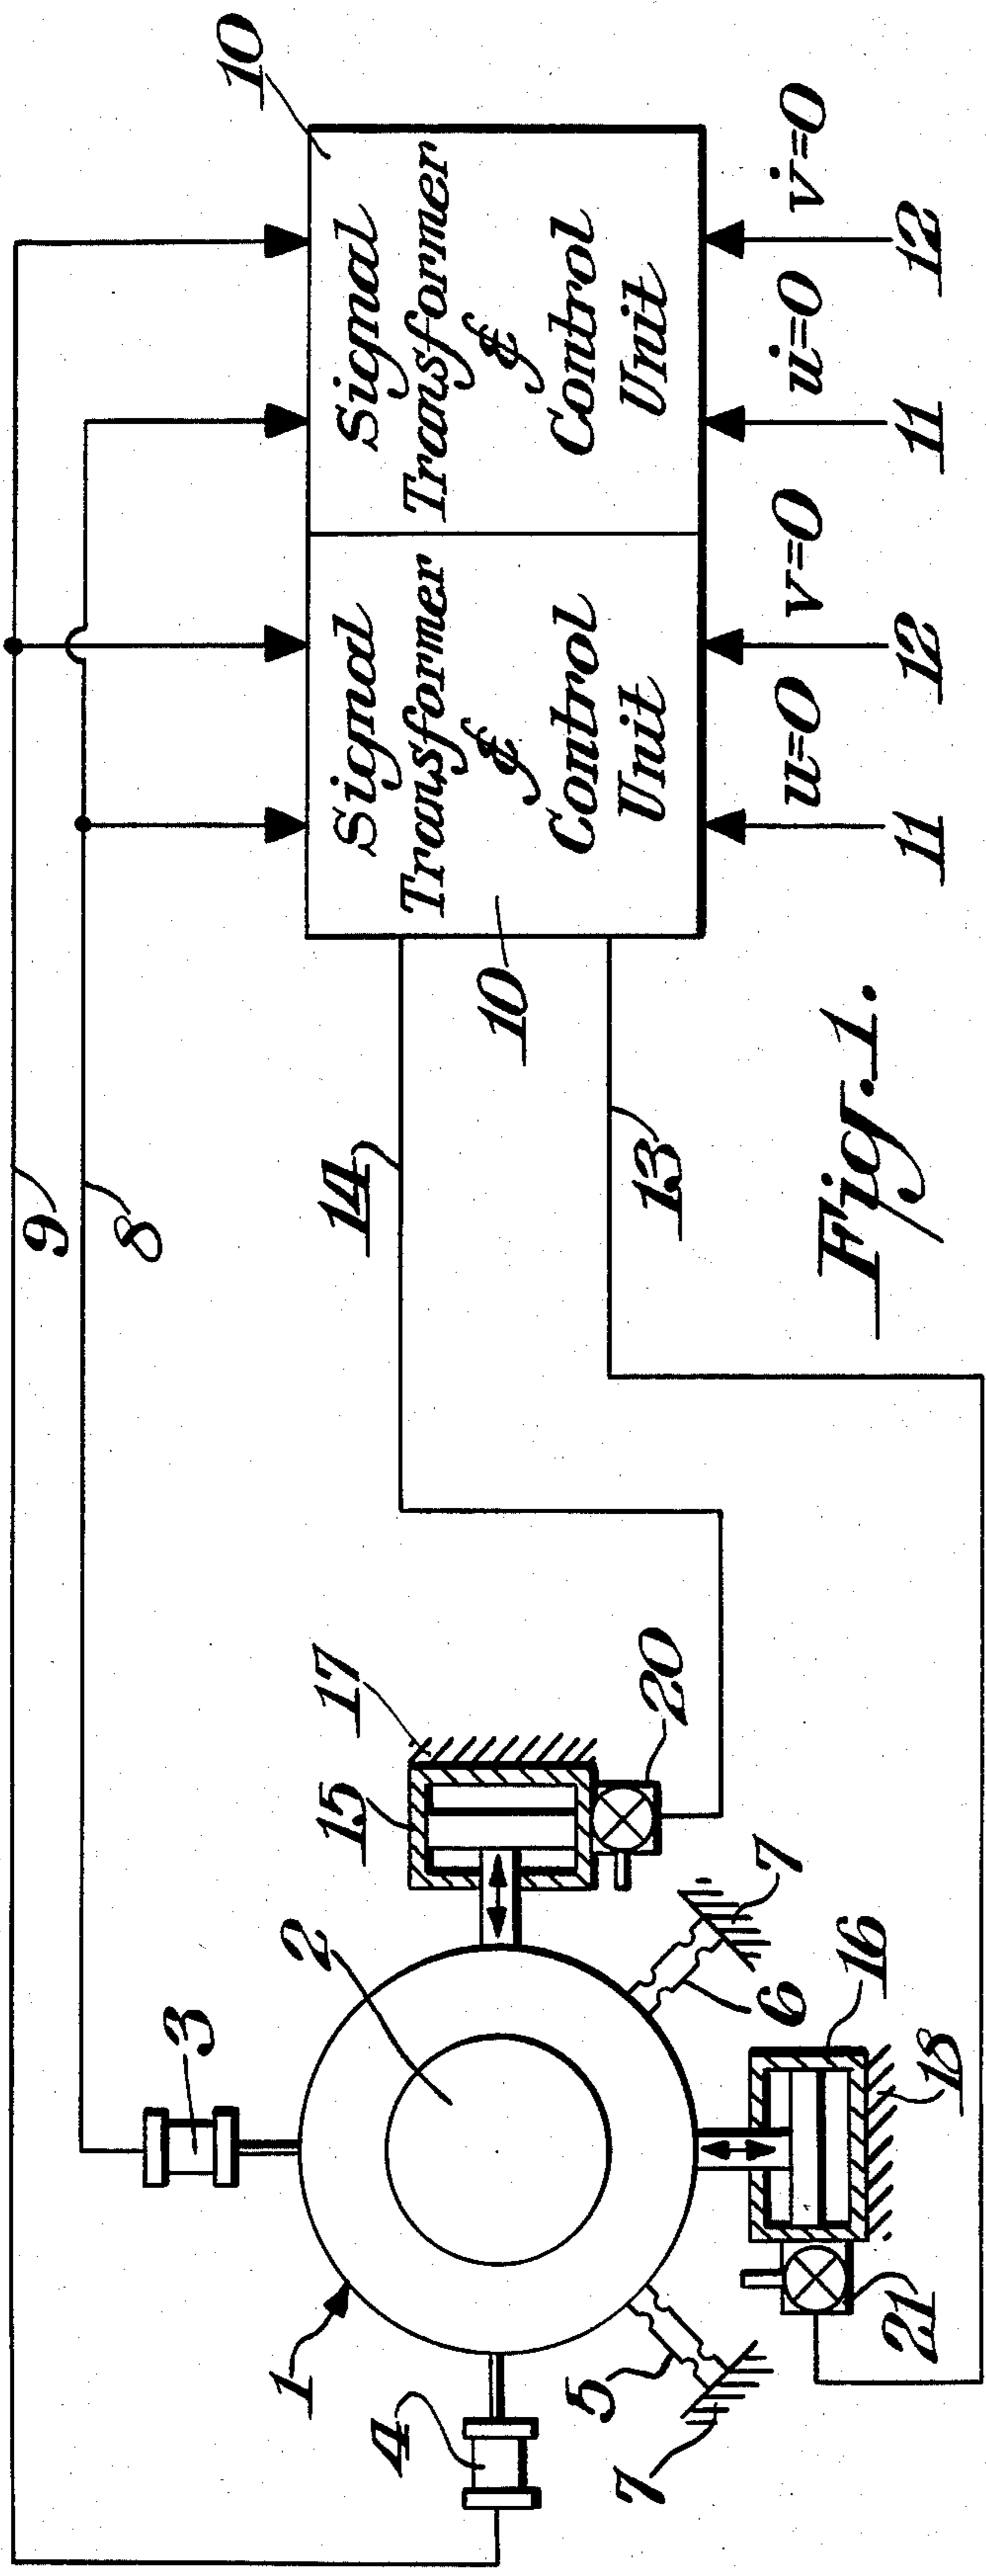 9
8
10
Signal
Transformer
&
Control
Unit
Signal
Transformer
&
Control
Unit
10
14
13
u=0
v=0
u̇=0
v̇=0
11
12
11
12
3
2
1
4
15
17
20
5
6
7
7
16
18
21
Fig.1.